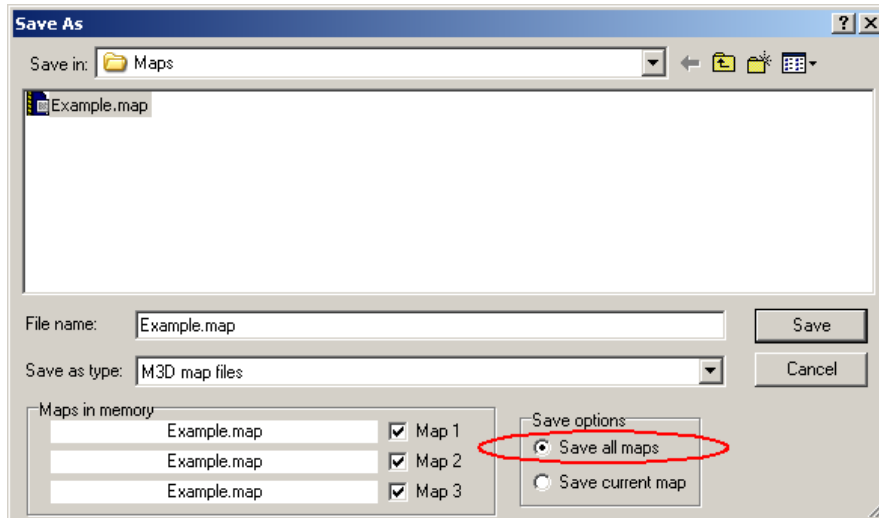 Save As
Save in: Maps
Example.map
File name: Example.map Save
Save as type: M3D map files Cancel
Maps in memory
Example.map Map 1
Example.map Map 2
Example.map Map 3
Save options
Save all maps
Save current map